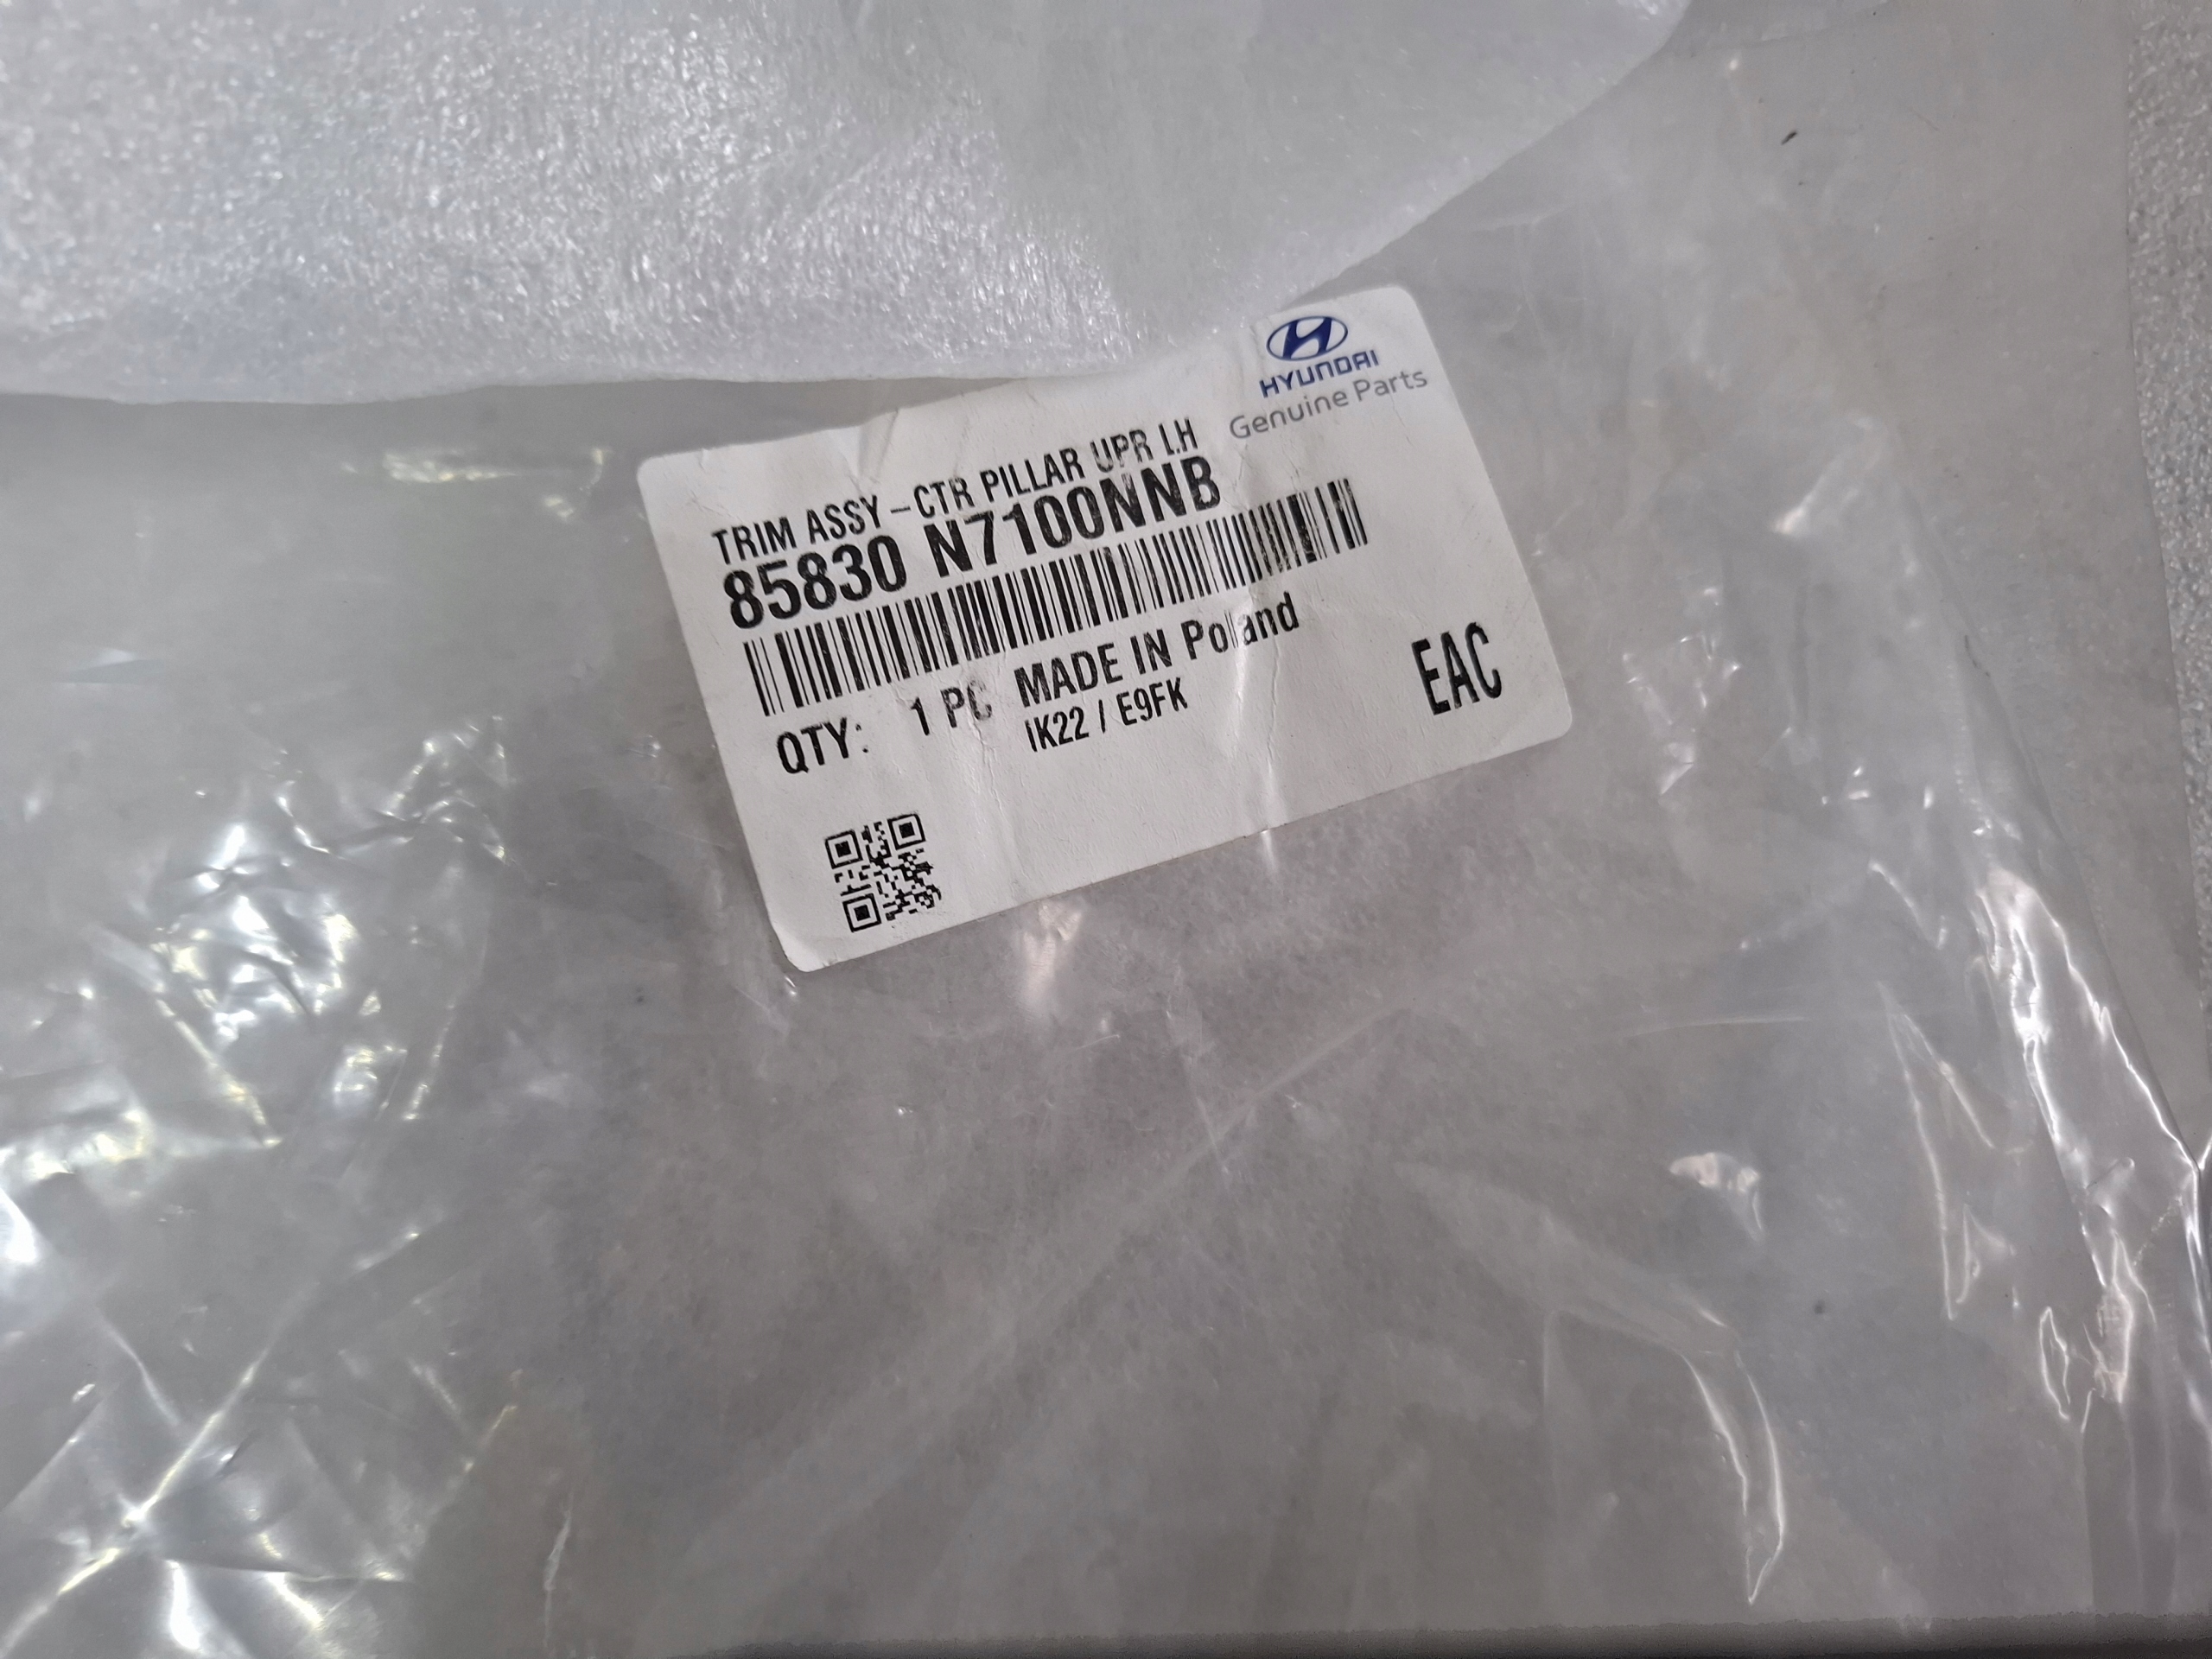 HYUNDAI
Genuine Parts
TRIM ASSY-CTR PILLAR UPR LH
85830 N7100NNB
QTY: 1 PC MADE IN Poland
IK22 / E9FK
EAC